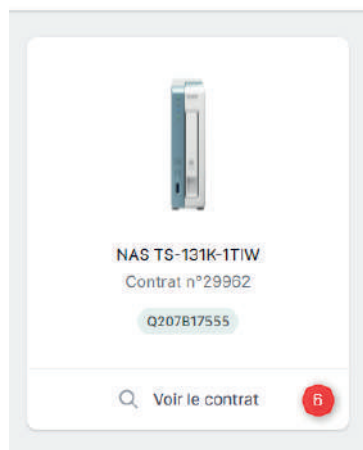 NAS TS-131K-1TIW
Contrat n°29962
Q207B17555
Voir le contrat
6